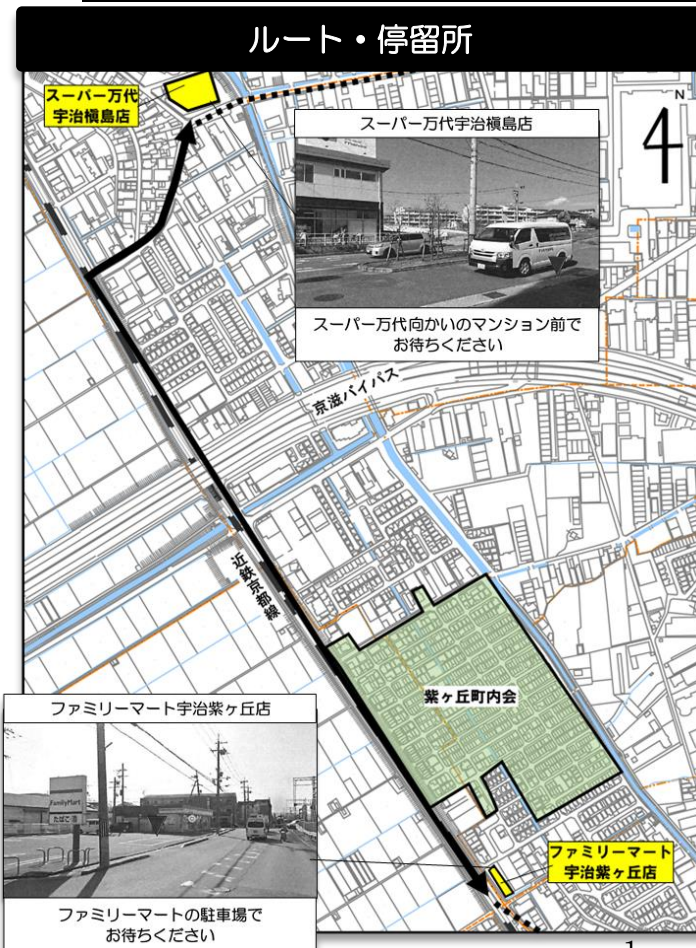 ルート・停留所
スーパー万代
宇治槇島店
N
スーパー万代宇治槇島店
スーパー万代向かいのマンション前で
お待ちください
京滋バイパス
近鉄京都線
紫ヶ丘町内会
ファミリーマート宇治紫ヶ丘店
FamilyMart
たばこ 酒
ファミリーマートの駐車場で
お待ちください
ファミリーマート
宇治紫ヶ丘店
1